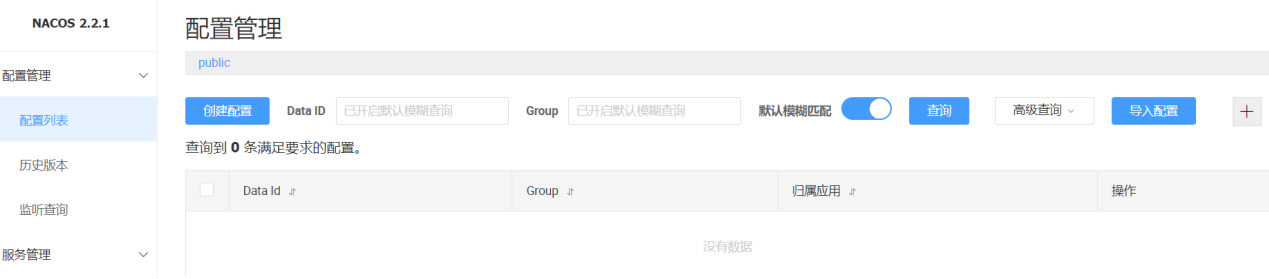 NACOS 2.2.1
配置管理
配置列表
历史版本
监听查询
服务管理
配置管理
public
创建配置 Data ID 已开启默认模糊查询 Group 已开启默认模糊查询 默认模糊匹配 查询 高级查询 导入配置
查询到 0 条满足要求的配置。
Data Id Group 归属应用 操作
没有数据